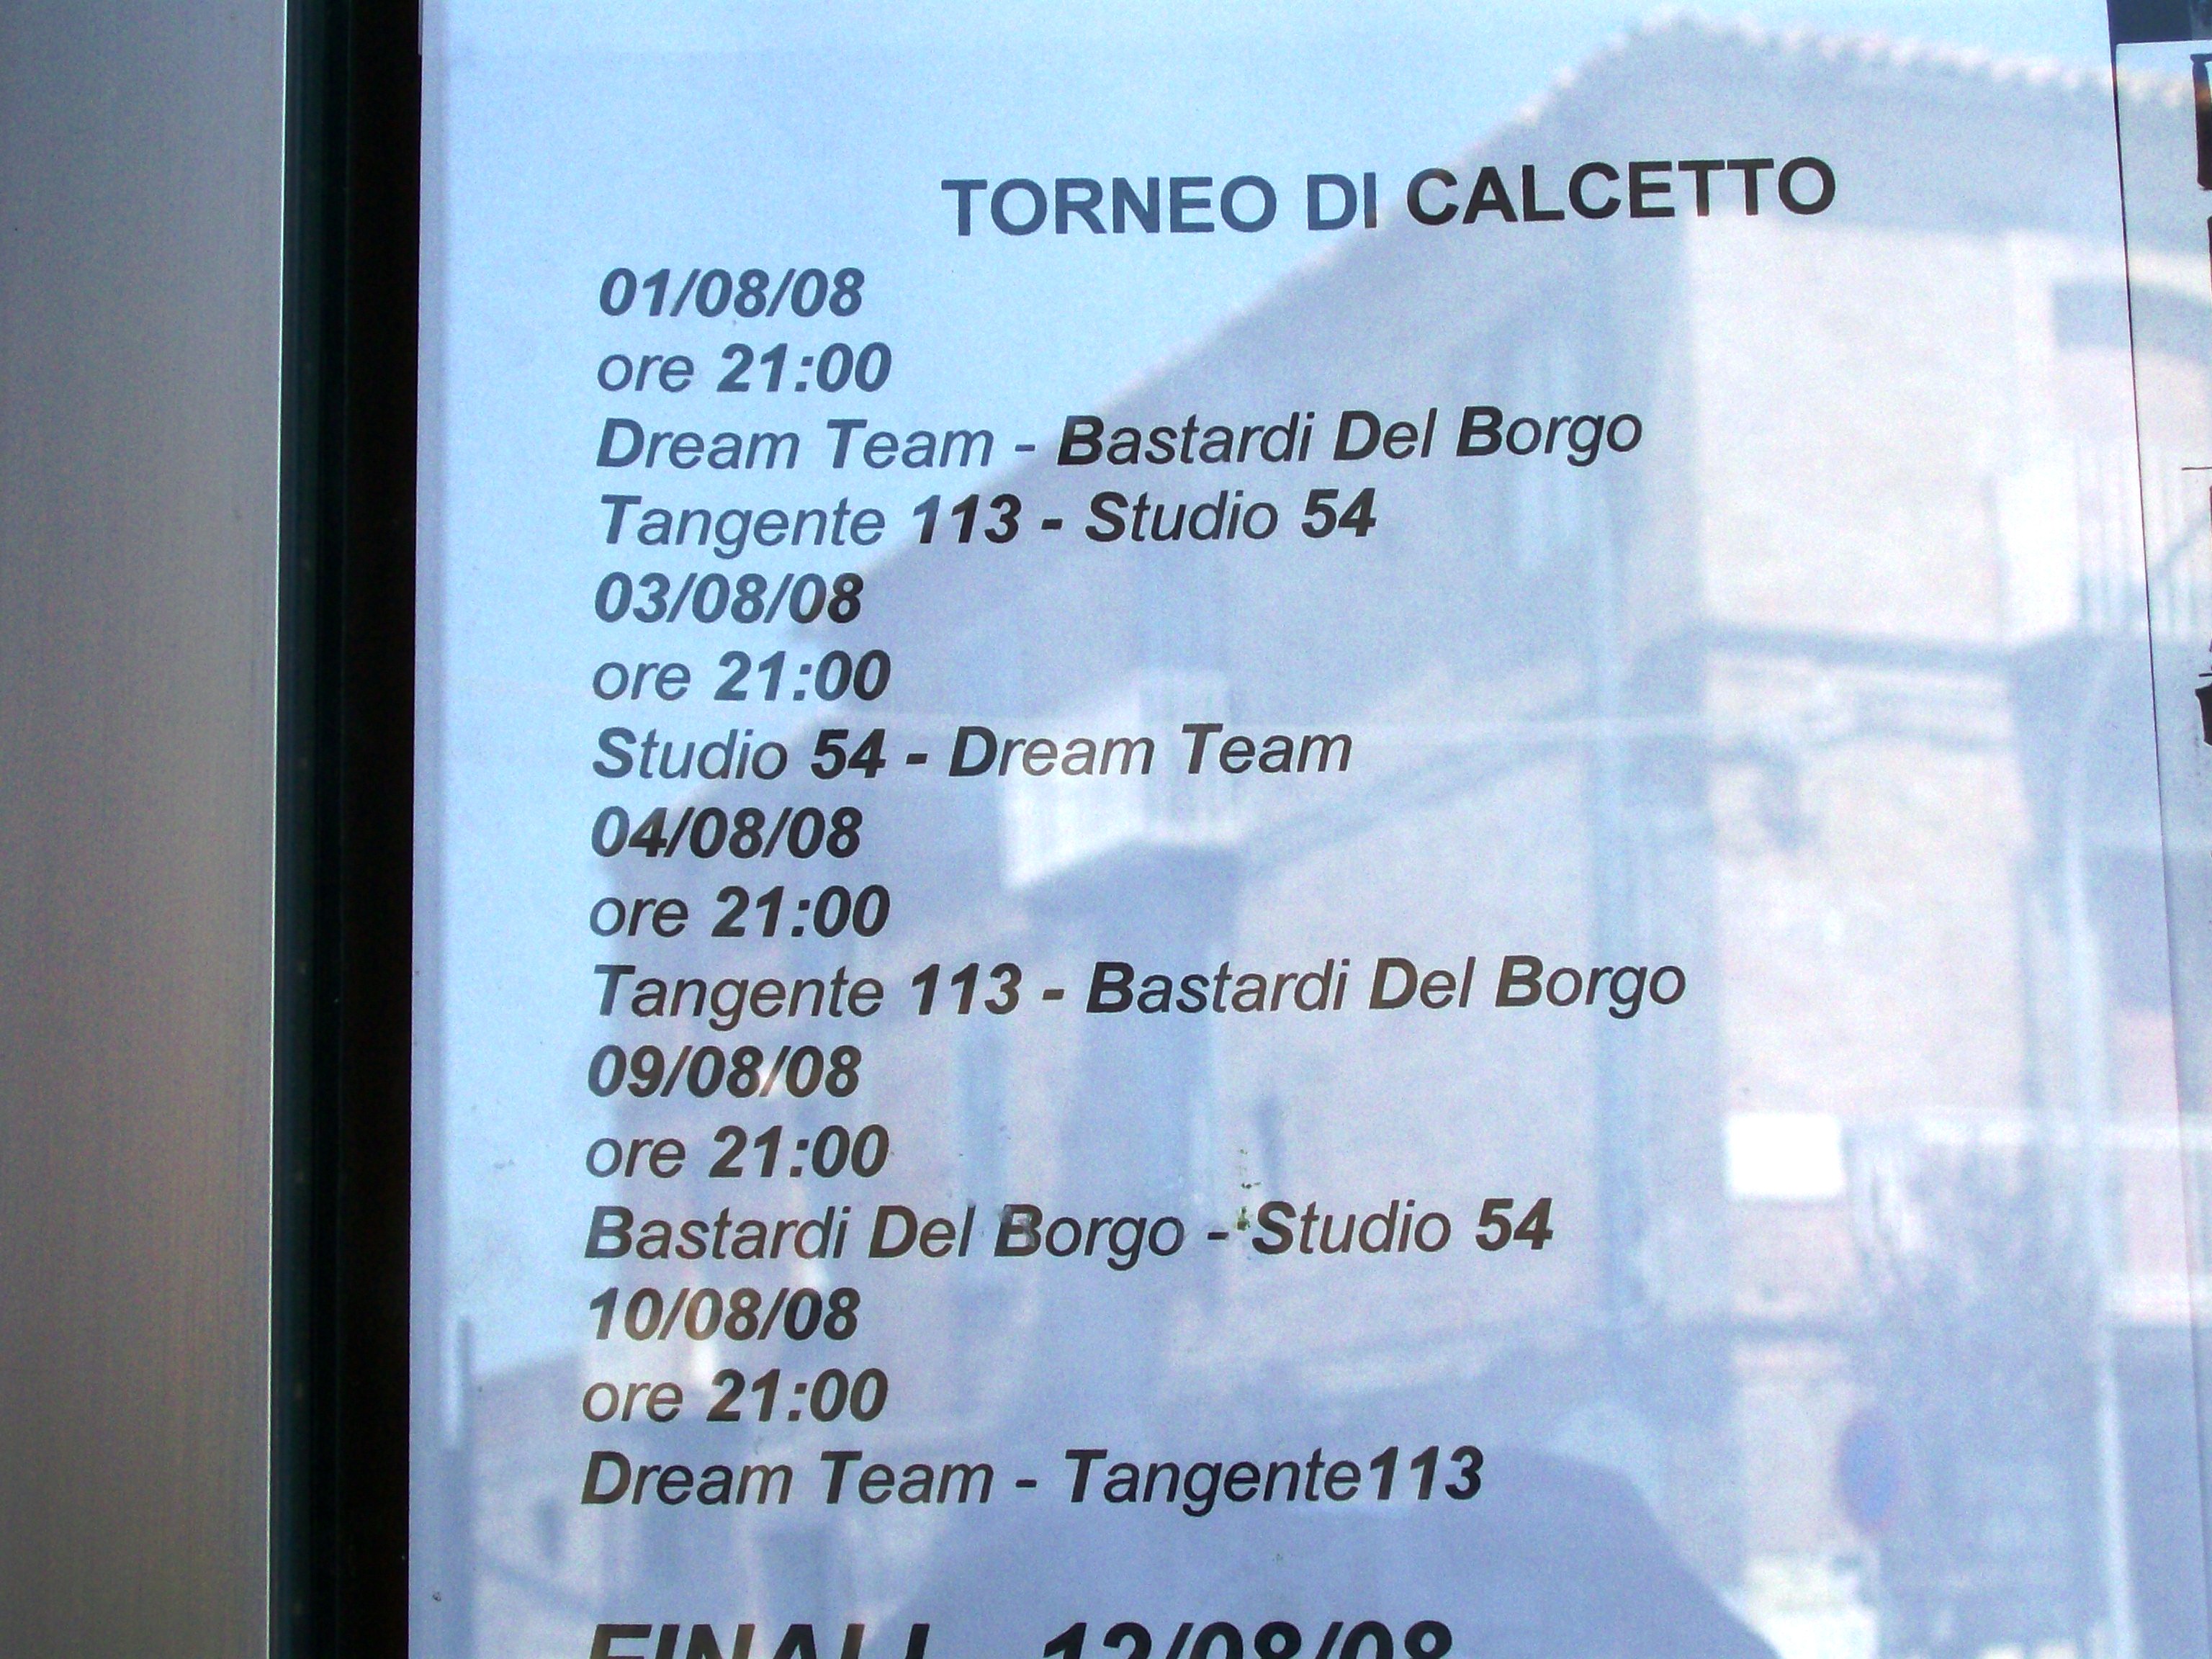 TORNEO DI CALCETTO
01/08/08
ore 21:00
Dream Team - Bastardi Del Borgo
Tangente 113 - Studio 54
03/08/08
ore 21:00
Studio 54 - Dream Team
04/08/08
ore 21:00
Tangente 113 - Bastardi Del Borgo
09/08/08
ore 21:00
Bastardi Del Borgo - Studio 54
10/08/08
ore 21:00
Dream Team - Tangente113
FINALI